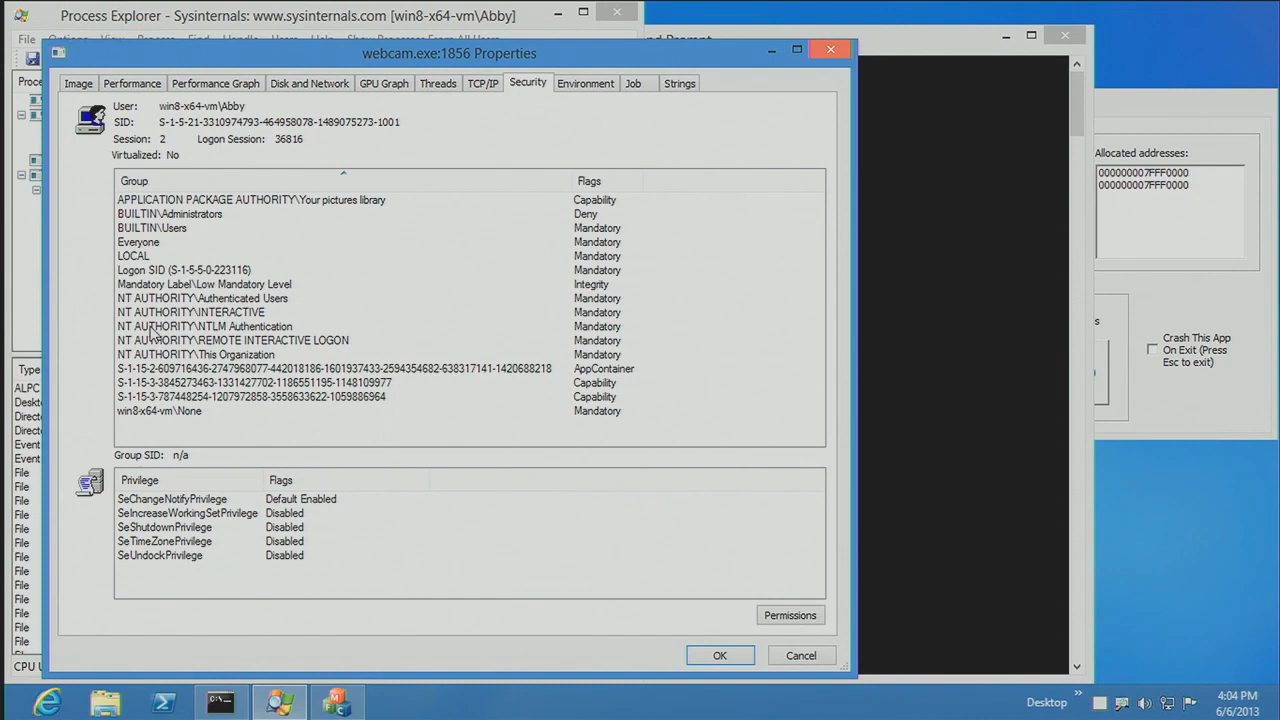 Process Explorer - Sysinternals: www.sysinternals.com [win8-x64-vm\Abby]
webcam.exe:1856 Properties
Image Performance Performance Graph Disk and Network GPU Graph Threads TCP/IP Security Environment Job Strings
User: win8-x64-vm\Abby
SID: S-1-5-21-3310974793-464958078-1489075273-1001
Session: 2 Logon Session: 36816
Virtualized: No
Group Flags
APPLICATION PACKAGE AUTHORITY\Your pictures library Capability
BUILTIN\Administrators Deny
BUILTIN\Users Mandatory
Everyone Mandatory
LOCAL Mandatory
Logon SID (S-1-5-5-0-223116) Mandatory
Mandatory Label\Low Mandatory Level Integrity
NT AUTHORITY\Authenticated Users Mandatory
NT AUTHORITY\INTERACTIVE Mandatory
NT AUTHORITY\NTLM Authentication Mandatory
NT AUTHORITY\REMOTE INTERACTIVE LOGON Mandatory
NT AUTHORITY\This Organization Mandatory
S-1-15-2-609716436-2747968077-442018186-1601937433-2594354682-638317141-1420688218 AppContainer
S-1-15-3-3845273463-1331427702-1186551195-1148109977 Capability
S-1-15-3-787448254-1207972858-3558633622-1059886964 Capability
win8-x64-vm\None Mandatory
Group SID: n/a
Privilege Flags
SeChangeNotifyPrivilege Default Enabled
SeIncreaseWorkingSetPrivilege Disabled
SeShutdownPrivilege Disabled
SeTimeZonePrivilege Disabled
SeUndockPrivilege Disabled
Permissions
OK Cancel
File
Type
ALPC
Event
Event
File
File
File
File
File
File
File
File
File
File
File
File
File
CPU U
Allocated addresses:
000000007FFF0000
000000007FFF0000
Crash This App
On Exit (Press
Esc to exit)
C:\_
Desktop
4:04 PM
6/6/2013